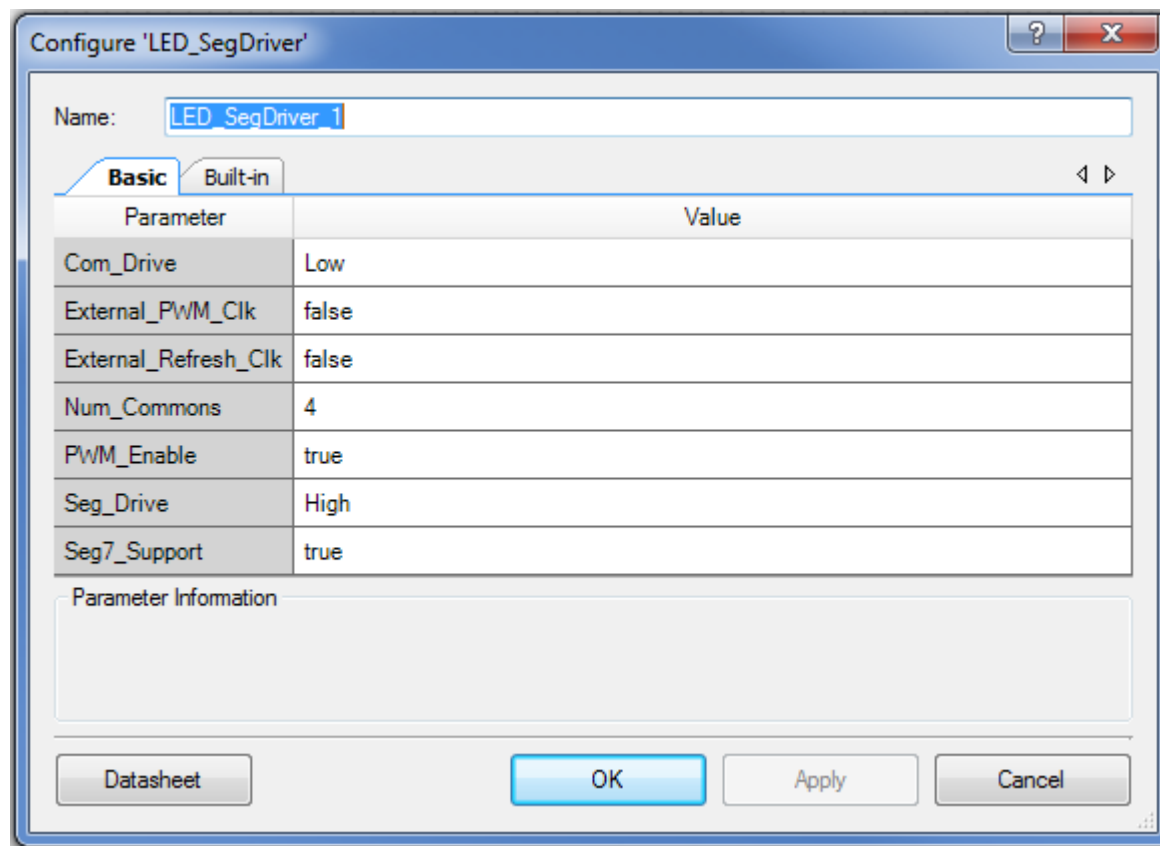 Configure 'LED_SegDriver'
Name: LED_SegDriver_1
Basic Built-in
Parameter Value
Com_Drive Low
External_PWM_Clk false
External_Refresh_Clk false
Num_Commons 4
PWM_Enable true
Seg_Drive High
Seg7_Support true
Parameter Information
Datasheet OK Apply Cancel